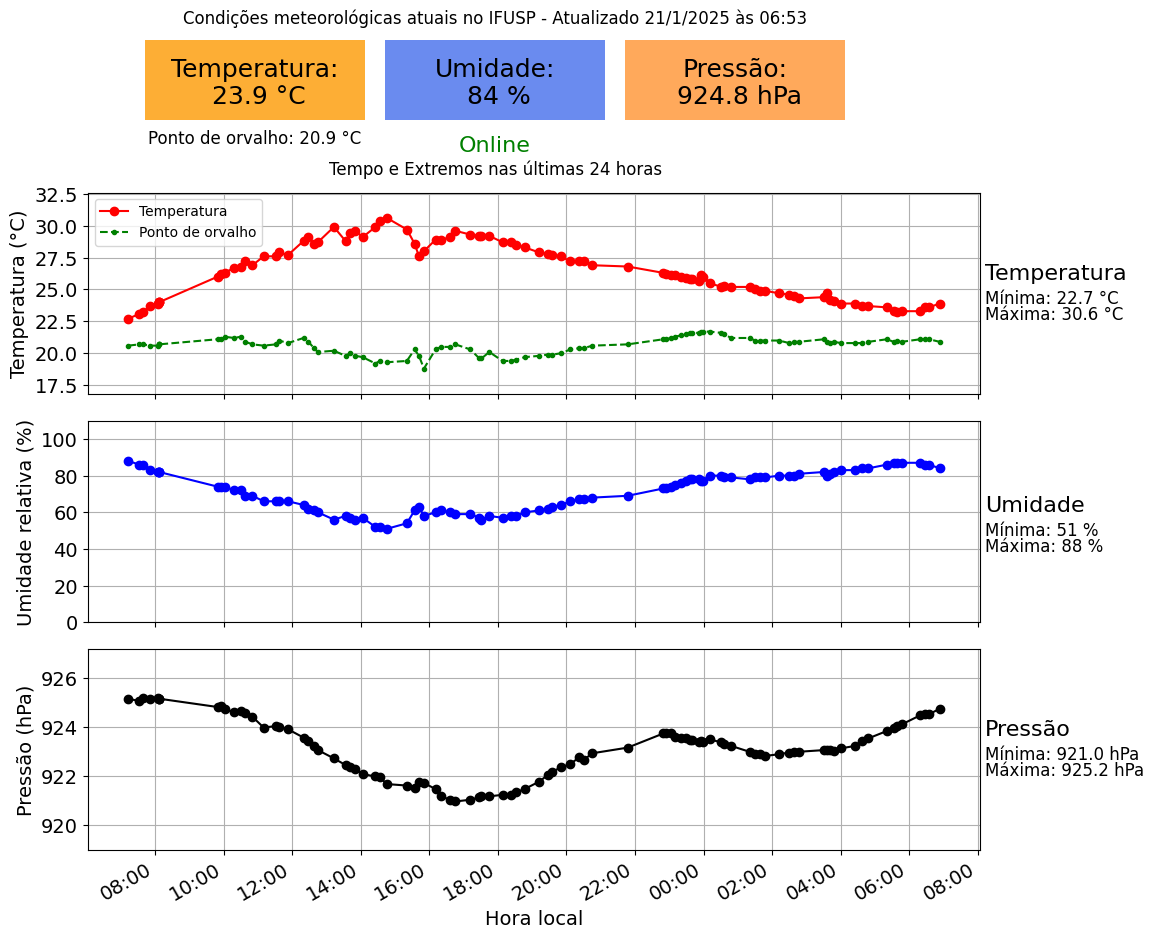 Condições meteorológicas atuais no IFUSP - Atualizado 21/1/2025 às 06:53
Temperatura:
23.9 °C
Umidade:
84 %
Pressão:
924.8 hPa
Ponto de orvalho: 20.9 °C
Online
Tempo e Extremos nas últimas 24 horas
Temperatura (°C)
32.5
30.0
27.5
25.0
22.5
20.0
17.5
Temperatura
Ponto de orvalho
Temperatura
Mínima: 22.7 °C
Máxima: 30.6 °C
Umidade relativa (%)
100
80
60
40
20
0
Umidade
Mínima: 51 %
Máxima: 88 %
Pressão (hPa)
926
924
922
920
Pressão
Mínima: 921.0 hPa
Máxima: 925.2 hPa
08:00
10:00
12:00
14:00
16:00
18:00
20:00
22:00
00:00
02:00
04:00
06:00
08:00
Hora local